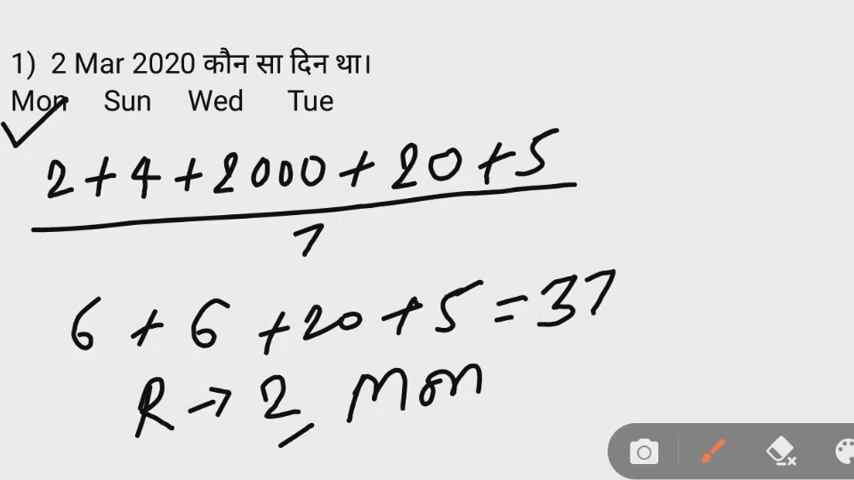 1) 2 Mar 2020 कौन सा दिन था।
Mon Sun Wed Tue
2 + 4 + 2000 + 20 + 5
7
6 + 6 + 20 + 5 = 37
R → 2 Mon